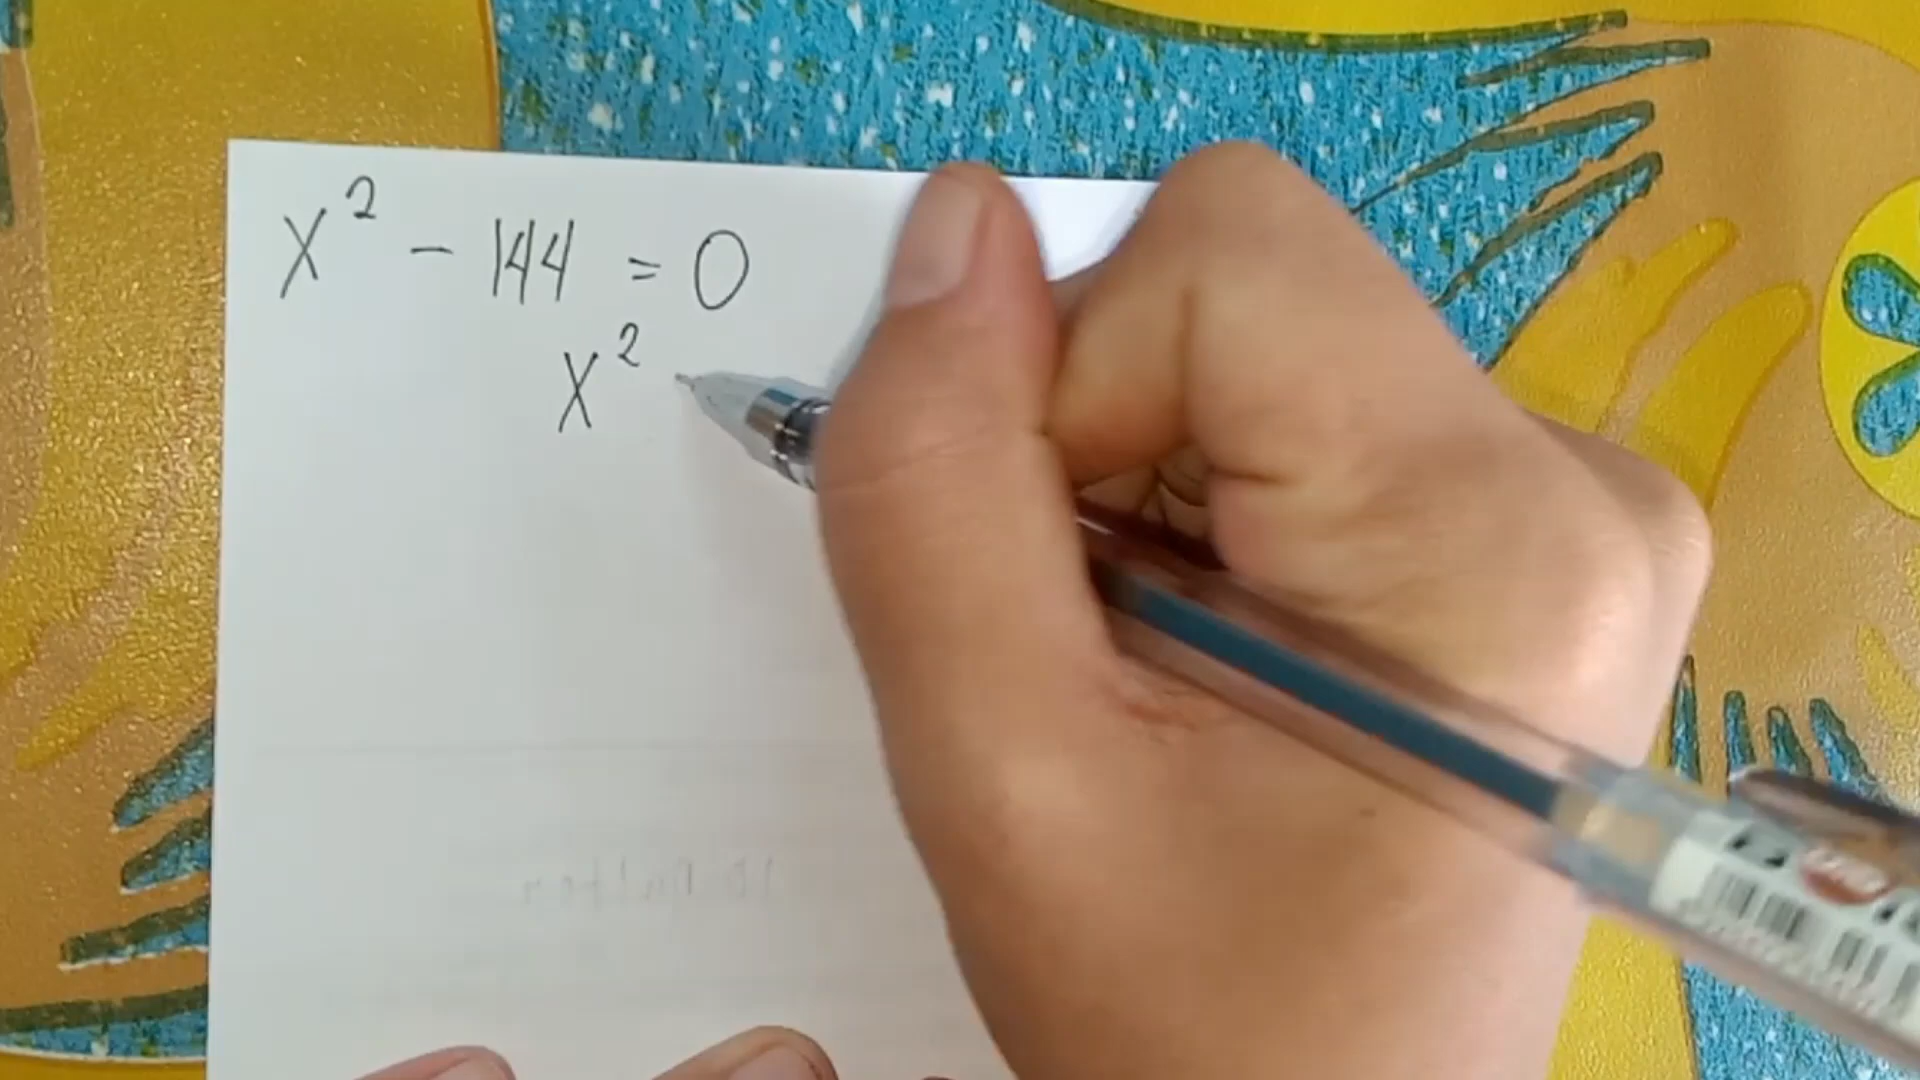 x² - 144 = 0
x²